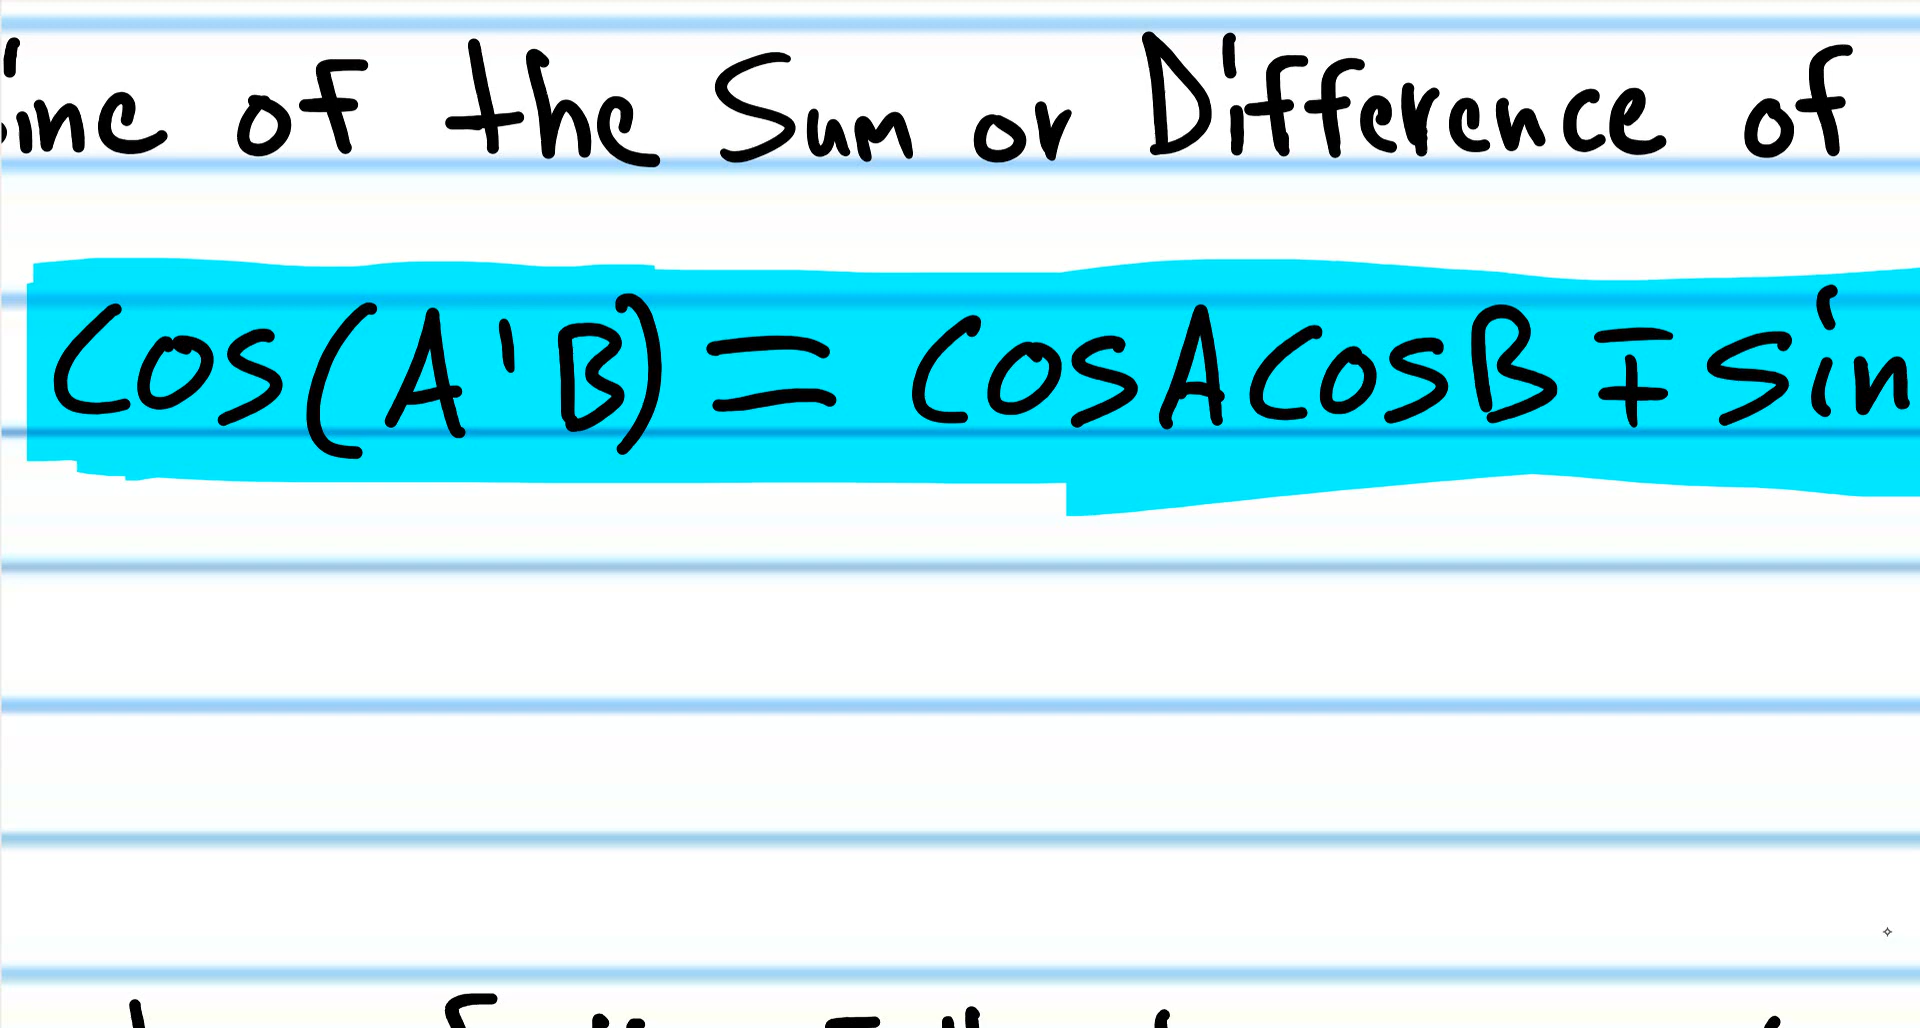 ine of the Sum or Difference of
Cos(A'B) = CosACosB ∓ Sin